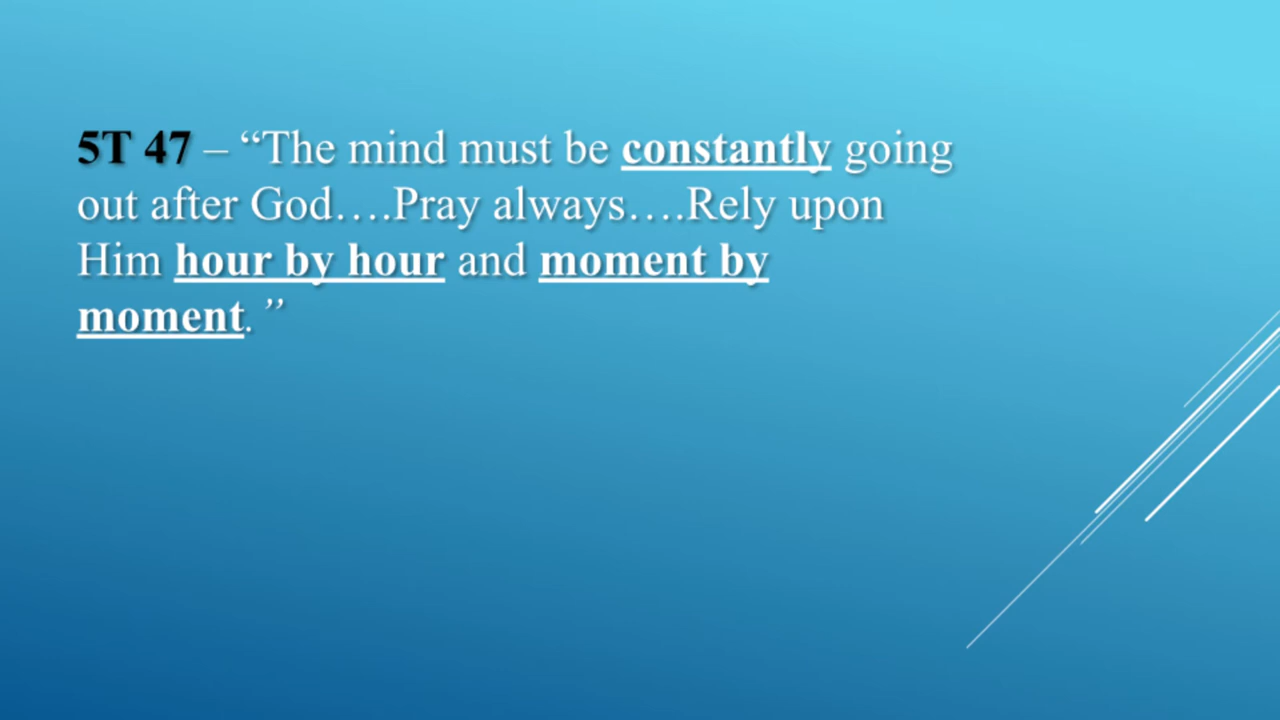 5T 47 – “The mind must be constantly going
out after God….Pray always….Rely upon
Him hour by hour and moment by
moment. ”